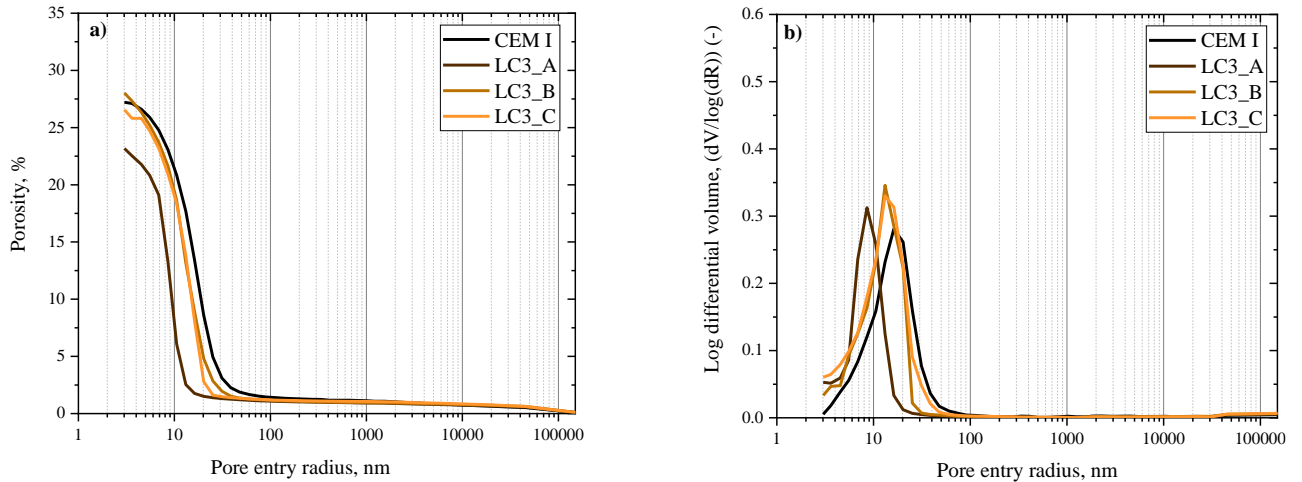 a)
CEM I
LC3_A
LC3_B
LC3_C
35
30
25
20
15
10
5
0
Porosity, %
1
10
100
1000
10000
100000
Pore entry radius, nm
b)
CEM I
LC3_A
LC3_B
LC3_C
0.6
0.5
0.4
0.3
0.2
0.1
0.0
Log differential volume, (dV/log(dR)) (-)
1
10
100
1000
10000
100000
Pore entry radius, nm